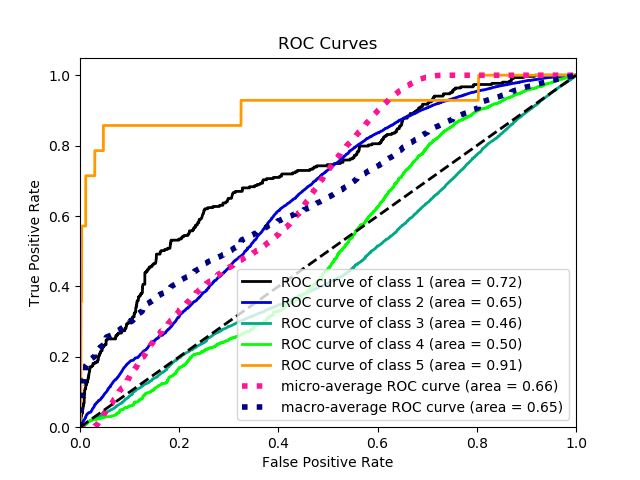 ROC Curves
True Positive Rate
1.0
0.8
0.6
0.4
0.2
0.0
ROC curve of class 1 (area = 0.72)
ROC curve of class 2 (area = 0.65)
ROC curve of class 3 (area = 0.46)
ROC curve of class 4 (area = 0.50)
ROC curve of class 5 (area = 0.91)
micro-average ROC curve (area = 0.66)
macro-average ROC curve (area = 0.65)
0.0 0.2 0.4 0.6 0.8 1.0
False Positive Rate